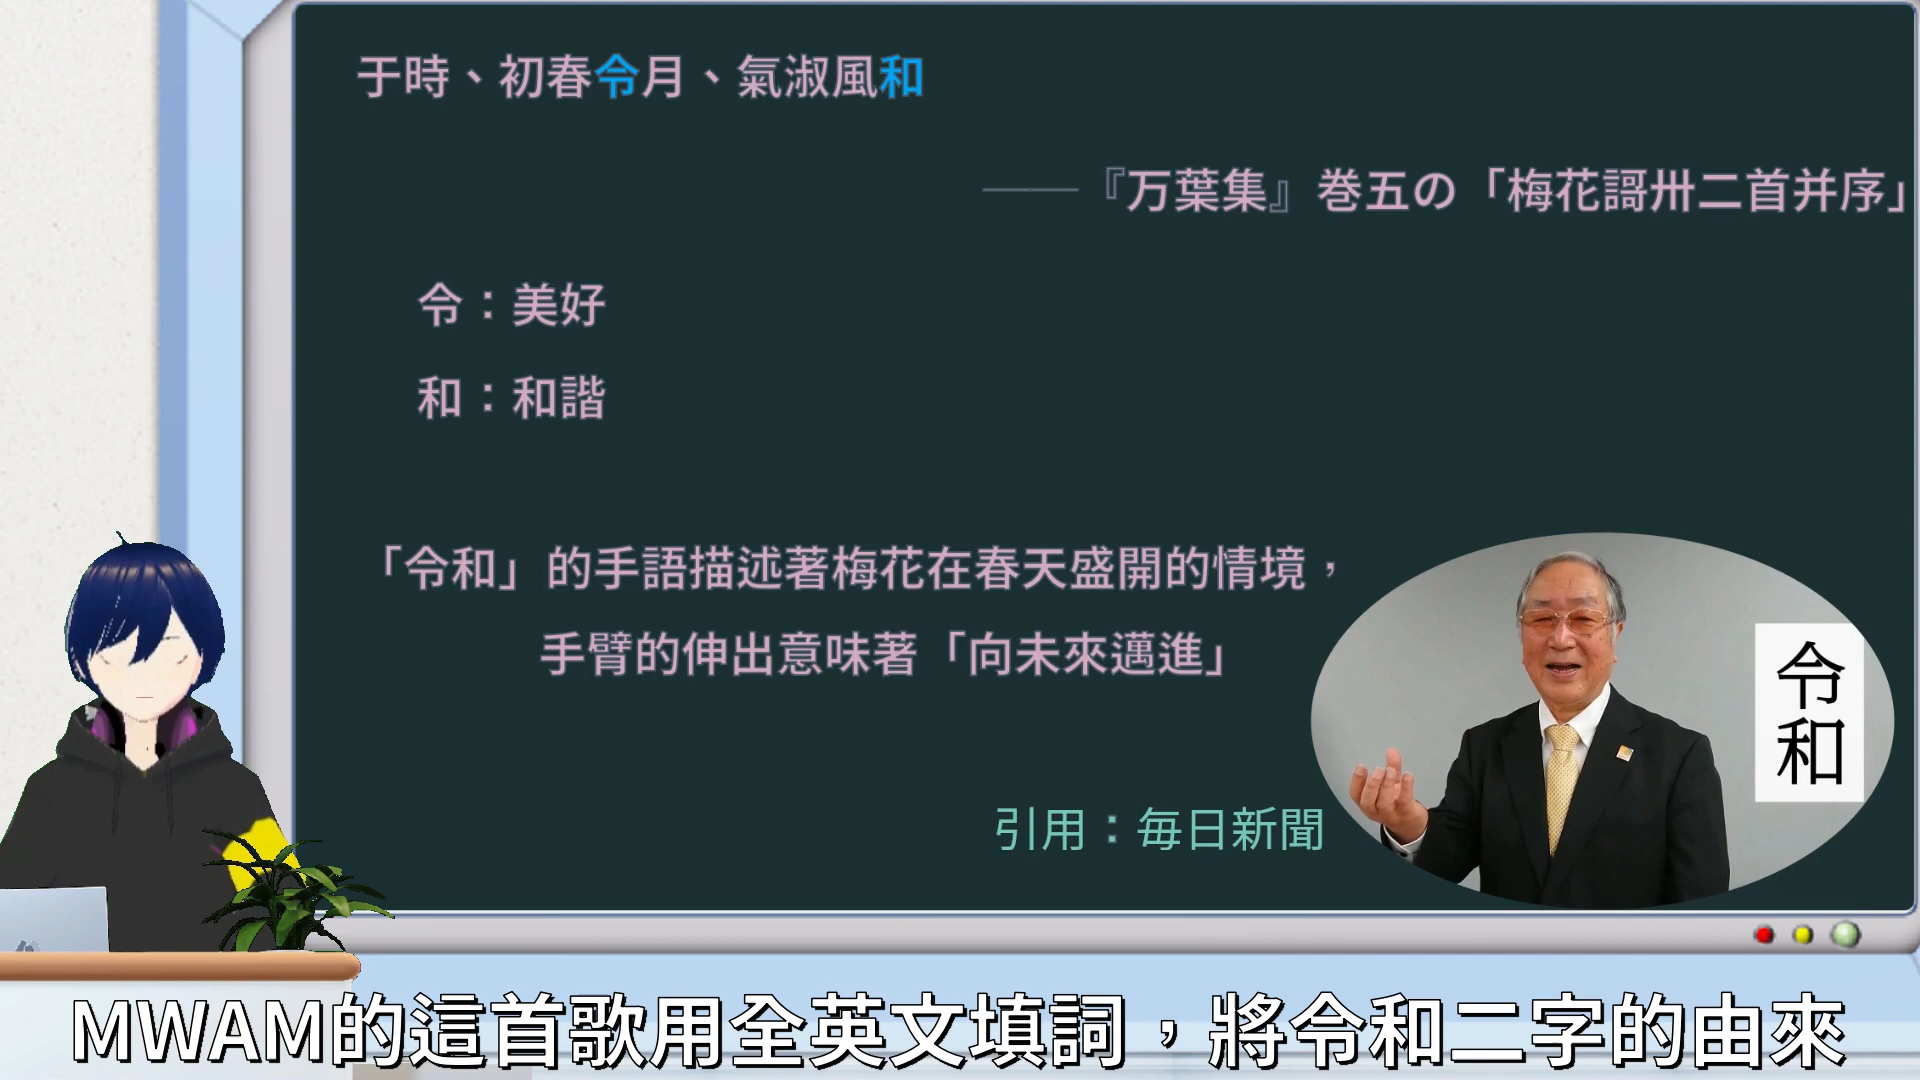 于時、初春令月、氣淑風和
——『万葉集』巻五の「梅花謌卅二首并序」
令：美好
和：和諧
「令和」的手語描述著梅花在春天盛開的情境，
手臂的伸出意味著「向未來邁進」
令和
引用：毎日新聞
MWAM的這首歌用全英文填詞，將令和二字的由來